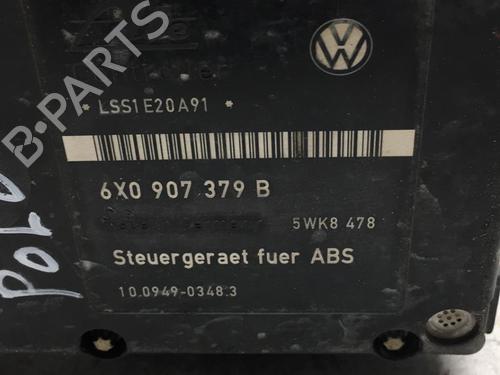 B-PARTS
* LSS1E20A91 *
6X0 907 379 B
5WK8 478
Steuergeraet fuer ABS
10.0949-0348.3
POLO